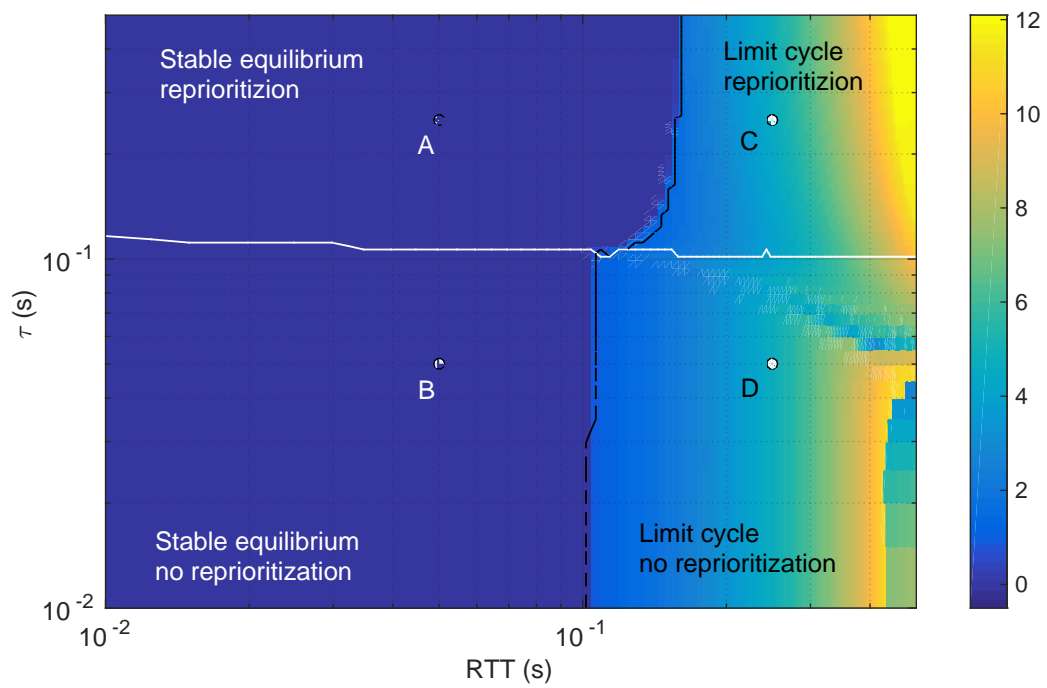 Stable equilibrium
reprioritizion
Limit cycle
reprioritizion
A
C
B
D
Stable equilibrium
no reprioritization
Limit cycle
no reprioritization
10^-1
10^-2
τ (s)
10^-2
10^-1
RTT (s)
12
10
8
6
4
2
0